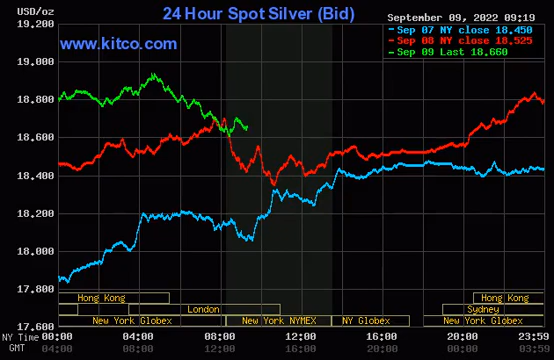 24 Hour Spot Silver (Bid)
USD/oz
September 09, 2022 09:19
www.kitco.com
Sep 07 NY close 18.450
Sep 08 NY close 18.525
Sep 09 Last 18.660
19,200
19,000
18,800
18,600
18,400
18,200
18,000
17.800
17.600
Hong Kong
Hong Kong
London
Sydney
New York Globex
New York NYMEX
NY Globex
New York Globex
NY Time 00:00 04:00 08:00 12:00 16:00 20:00 23:59
GMT 04:00 08:00 12:00 16:00 20:00 00:00 03:59